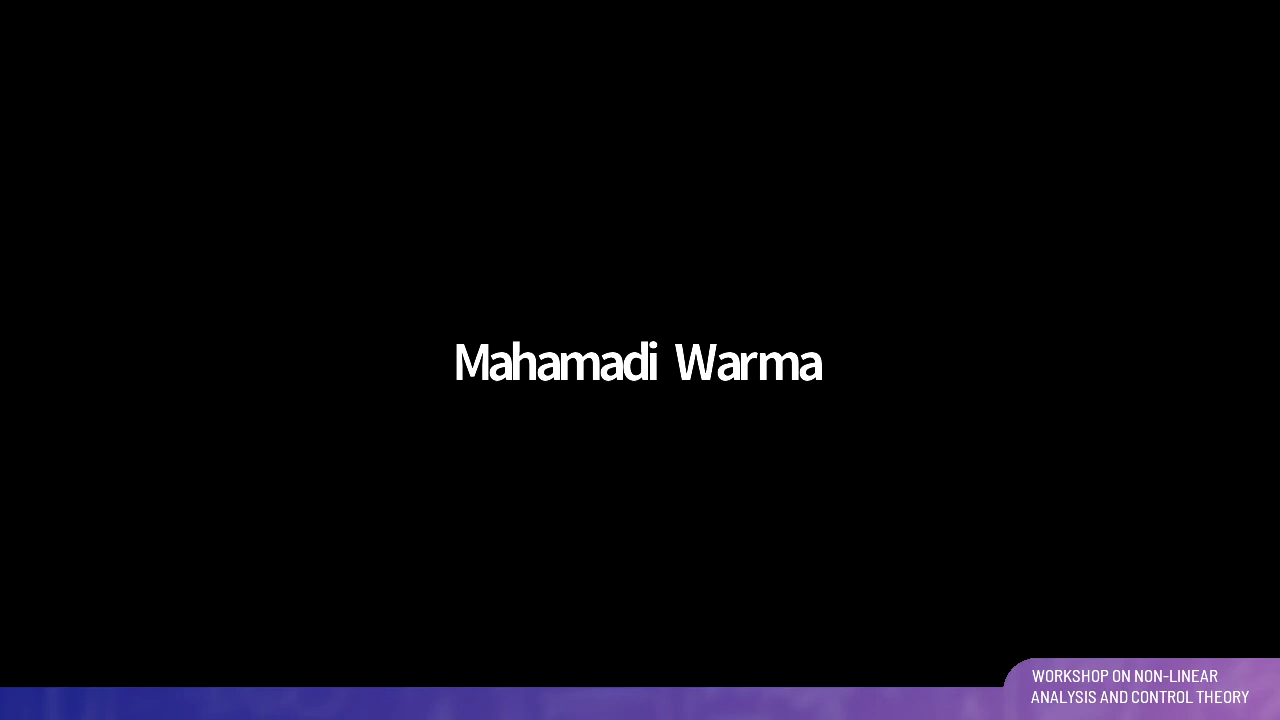 Mahamadi Warma
WORKSHOP ON NON-LINEAR
ANALYSIS AND CONTROL THEORY